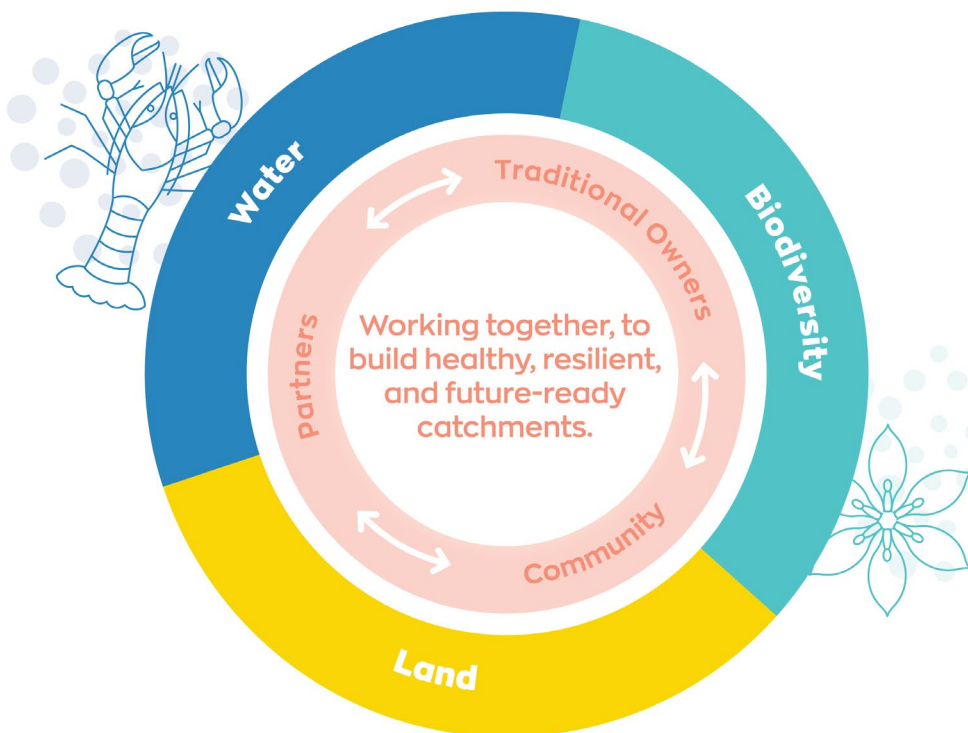 Water
Biodiversity
Land
Traditional Owners
Community
Partners
Working together, to
build healthy, resilient,
and future-ready
catchments.